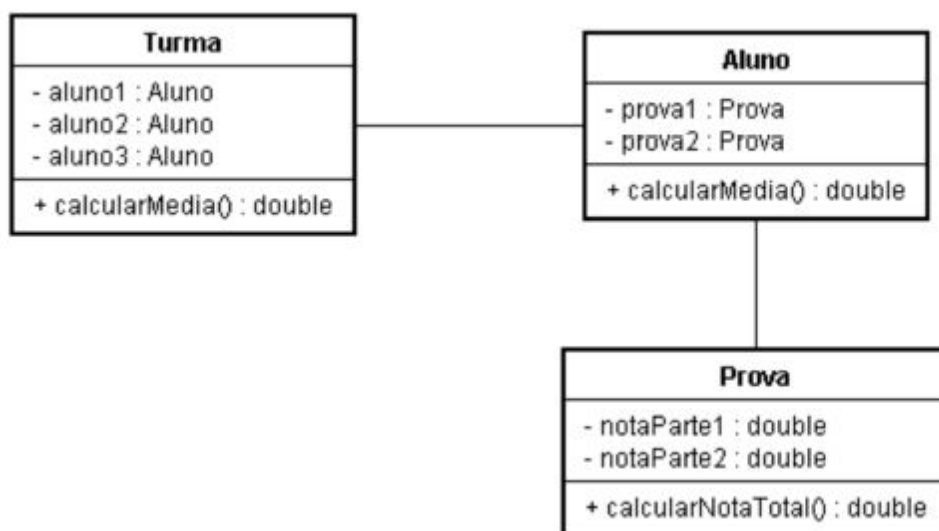 Turma
- aluno1 : Aluno
- aluno2 : Aluno
- aluno3 : Aluno
+ calcularMedia() : double
Aluno
- prova1 : Prova
- prova2 : Prova
+ calcularMedia() : double
Prova
- notaParte1 : double
- notaParte2 : double
+ calcularNotaTotal() : double